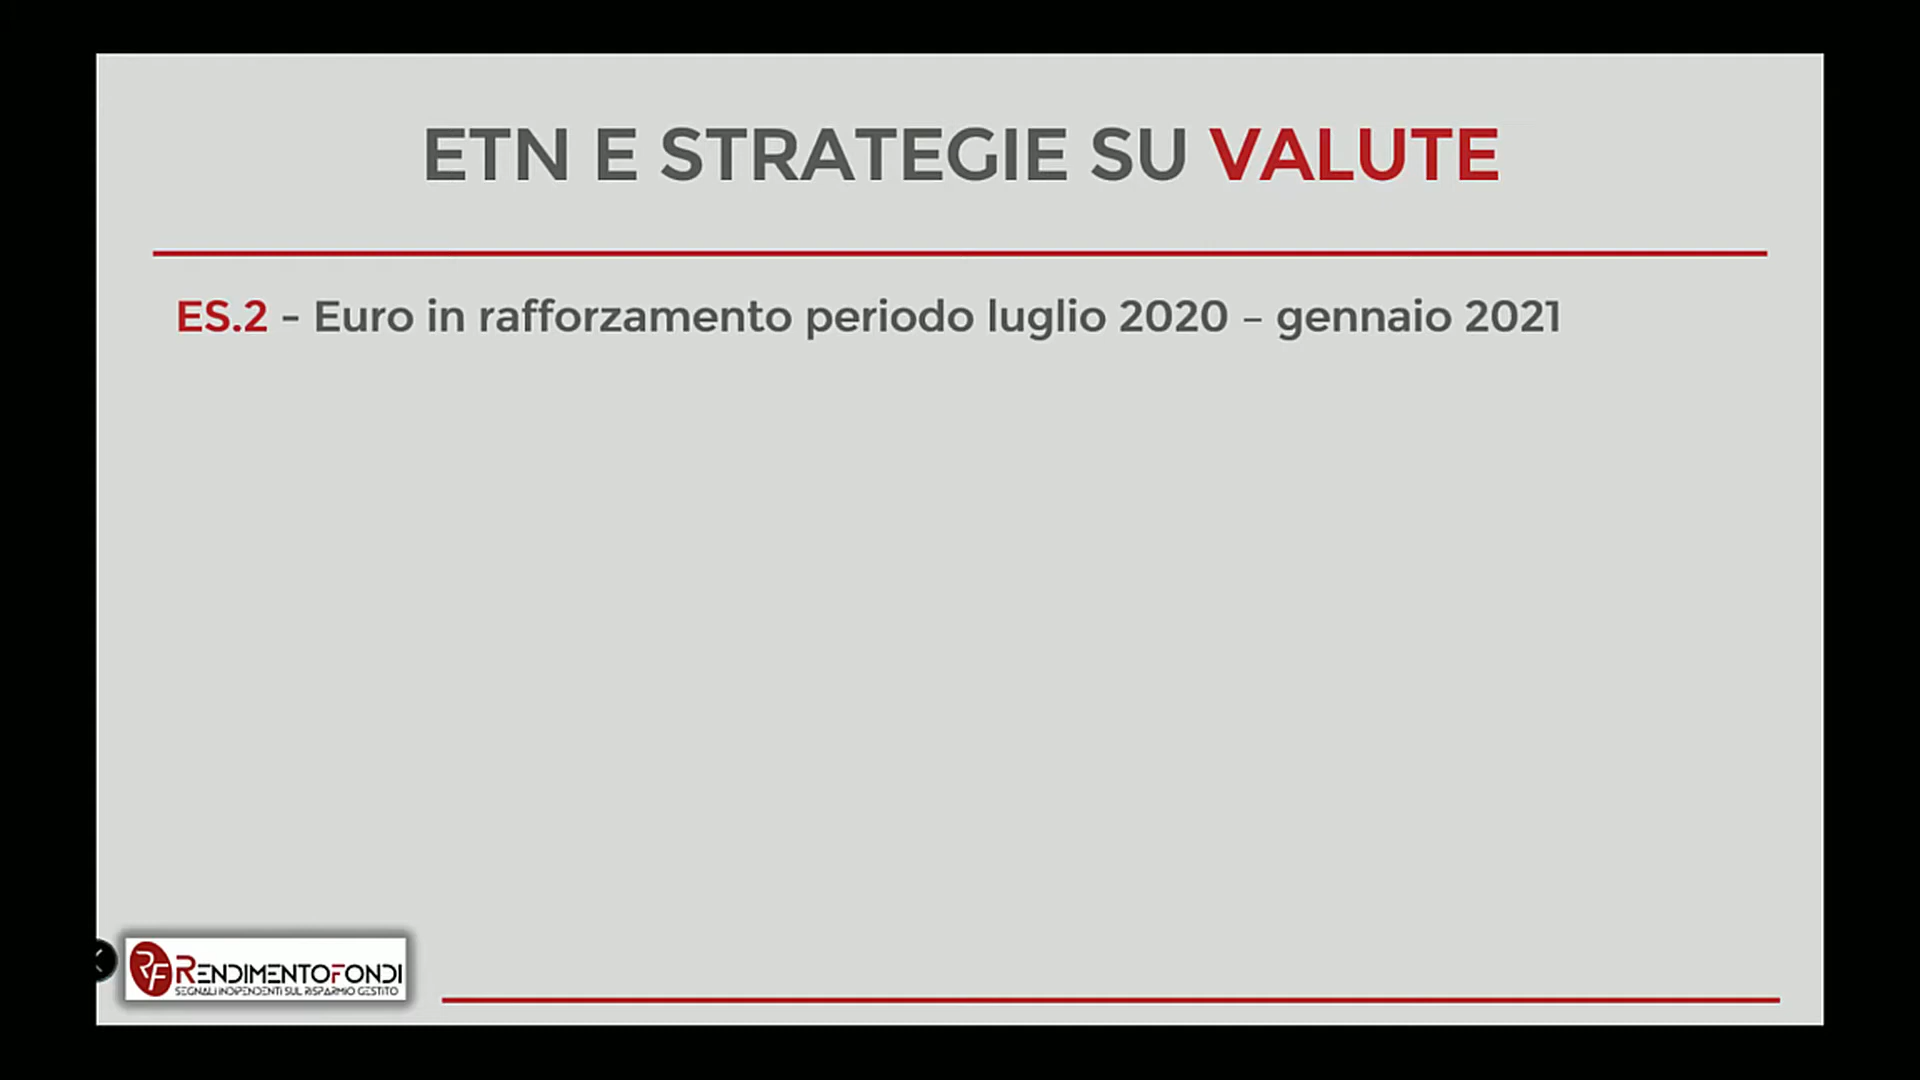 ETN E STRATEGIE SU VALUTE
ES.2 - Euro in rafforzamento periodo luglio 2020 – gennaio 2021
RF RENDIMENTOFONDI
SEGNALI INDIPENDENTI SUL RISPARMIO GESTITO